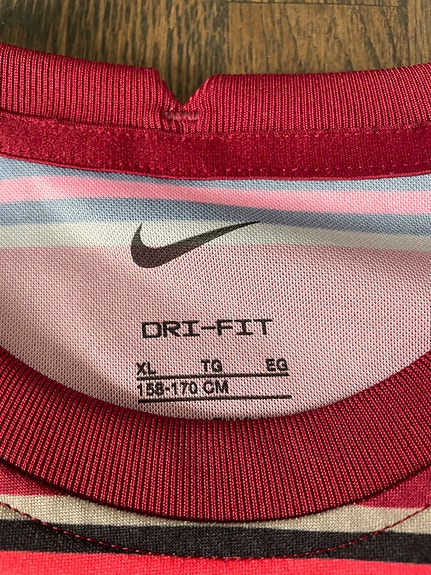 DRI-FIT
XL TG EG
158-170 CM